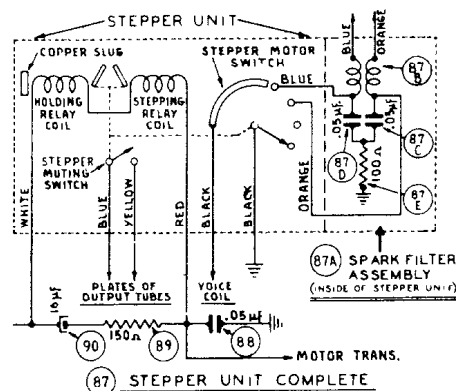 STEPPER UNIT
COPPER SLUG
STEPPER MOTOR
SWITCH
BLUE
ORANGE
87
B
BLUE
HOLDING
RELAY
COIL
STEPPING
RELAY
COIL
.05µF
.05µF
87
C
87
D
100Ω
87
E
STEPPER
MUTING
SWITCH
WHITE
BLUE
YELLOW
RED
BLACK
BLACK
ORANGE
87A SPARK FILTER
ASSEMBLY
(INSIDE OF STEPPER UNIT)
PLATES OF
OUTPUT TUBES
VOICE
COIL
10µF
150Ω
.05µF
90
89
88
MOTOR TRANS.
87 STEPPER UNIT COMPLETE